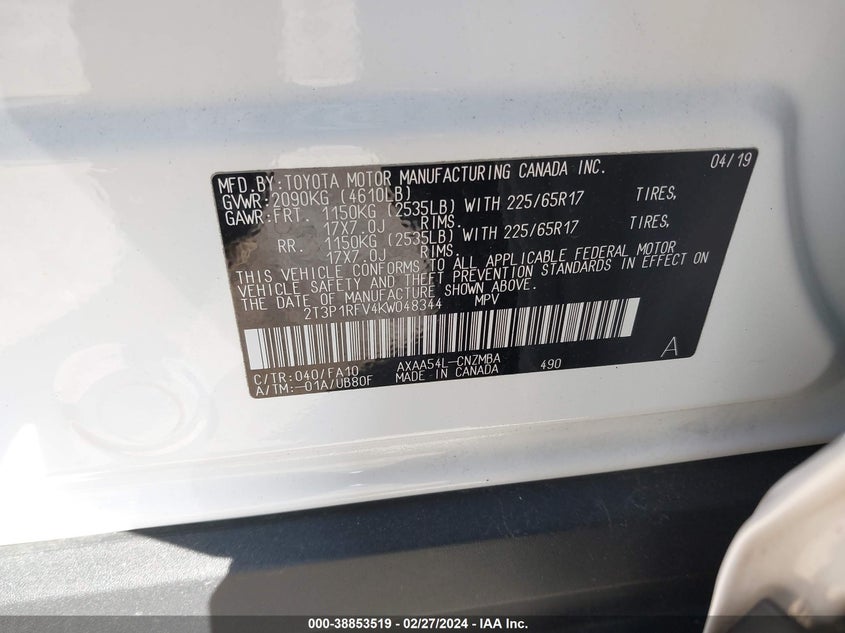 MFD.BY:TOYOTA MOTOR MANUFACTURING CANADA INC. 04/19
GVWR:2090KG (4610LB)
GAWR:FRT. 1150KG (2535LB) WITH 225/65R17 TIRES,
17X7.0J RIMS.
RR. 1150KG (2535LB) WITH 225/65R17 TIRES,
17X7.0J RIMS.
THIS VEHICLE CONFORMS TO ALL APPLICABLE FEDERAL MOTOR
VEHICLE SAFETY AND THEFT PREVENTION STANDARDS IN EFFECT ON
THE DATE OF MANUFACTURE SHOWN ABOVE.
2T3P1RFV4KW048344 MPV
C/TR:040/FA10 AXAA54L-CNZMBA 490 A
A/TM:-01A/UB80F MADE IN CANADA
000-38853519 - 02/27/2024 - IAAI - Copyright IAA, Inc.